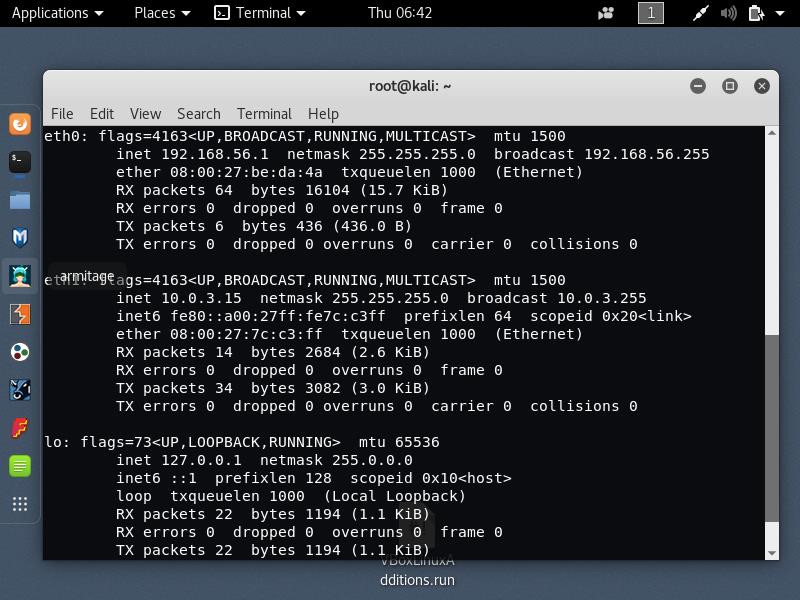 Applications Places Terminal Thu 06:42 1
root@kali: ~
File Edit View Search Terminal Help
eth0: flags=4163<UP,BROADCAST,RUNNING,MULTICAST>  mtu 1500
inet 192.168.56.1  netmask 255.255.255.0  broadcast 192.168.56.255
ether 08:00:27:be:da:4a  txqueuelen 1000  (Ethernet)
RX packets 64  bytes 16104 (15.7 KiB)
RX errors 0  dropped 0  overruns 0  frame 0
TX packets 6  bytes 436 (436.0 B)
TX errors 0  dropped 0 overruns 0  carrier 0  collisions 0
armitage
eth1: flags=4163<UP,BROADCAST,RUNNING,MULTICAST>  mtu 1500
inet 10.0.3.15  netmask 255.255.255.0  broadcast 10.0.3.255
inet6 fe80::a00:27ff:fe7c:c3ff  prefixlen 64  scopeid 0x20<link>
ether 08:00:27:7c:c3:ff  txqueuelen 1000  (Ethernet)
RX packets 14  bytes 2684 (2.6 KiB)
RX errors 0  dropped 0  overruns 0  frame 0
TX packets 34  bytes 3082 (3.0 KiB)
TX errors 0  dropped 0 overruns 0  carrier 0  collisions 0
lo: flags=73<UP,LOOPBACK,RUNNING>  mtu 65536
inet 127.0.0.1  netmask 255.0.0.0
inet6 ::1  prefixlen 128  scopeid 0x10<host>
loop  txqueuelen 1000  (Local Loopback)
RX packets 22  bytes 1194 (1.1 KiB)
RX errors 0  dropped 0  overruns 0  frame 0
TX packets 22  bytes 1194 (1.1 KiB)
VBoxLinuxA
dditions.run